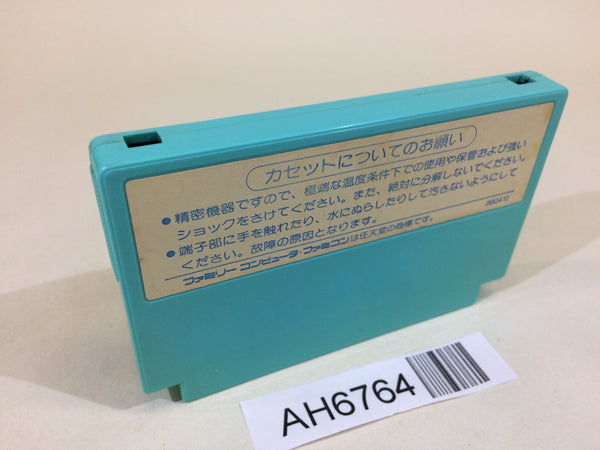 カセットについてのお願い
●精密機器ですので、極端な温度条件下での使用や保管および強い
ショックをさけてください。また、絶対に分解しないでください。
●端子部に手を触れたり、水にぬらしたりして汚さないようにして
ください。故障の原因となります。
ファミリー コンピュータ・ファミコンは任天堂の商標です。
AH6764